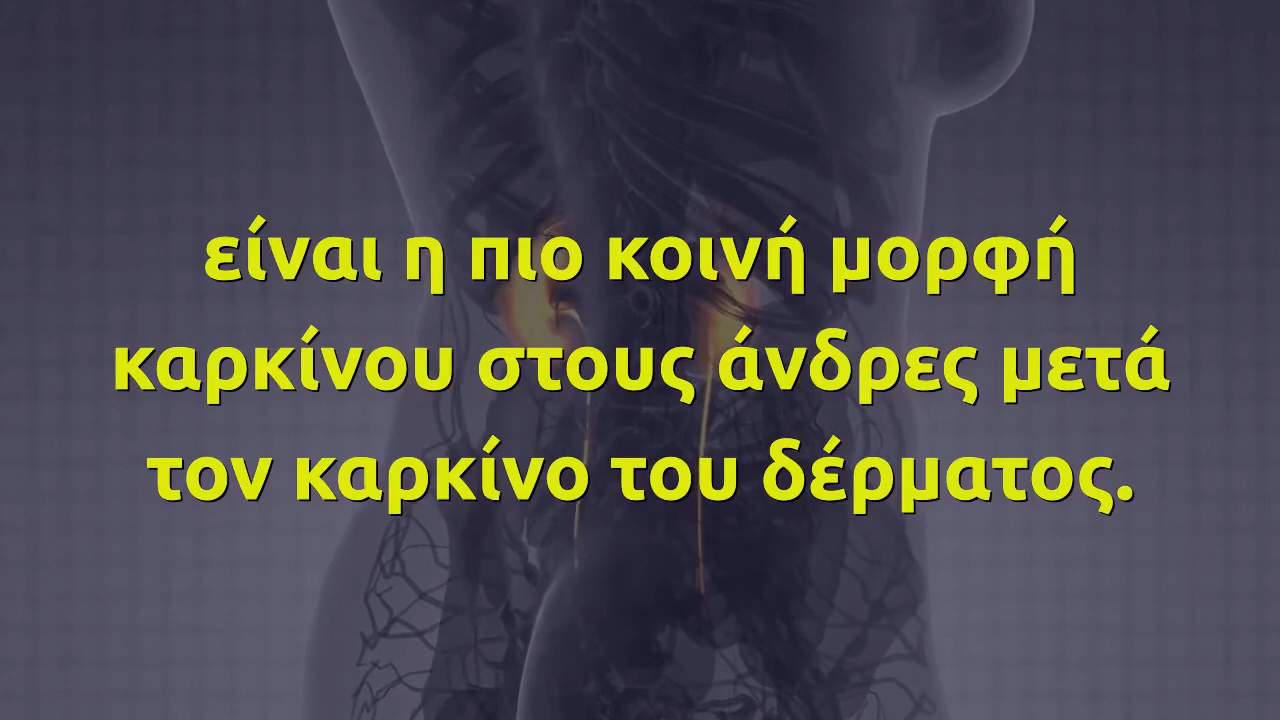 είναι η πιο κοινή μορφή
καρκίνου στους άνδρες μετά
τον καρκίνο του δέρματος.